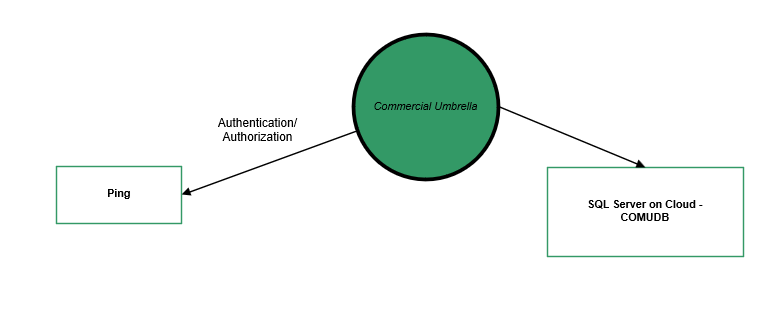 Commercial Umbrella
Authentication/
Authorization
Ping
SQL Server on Cloud -
COMUDB